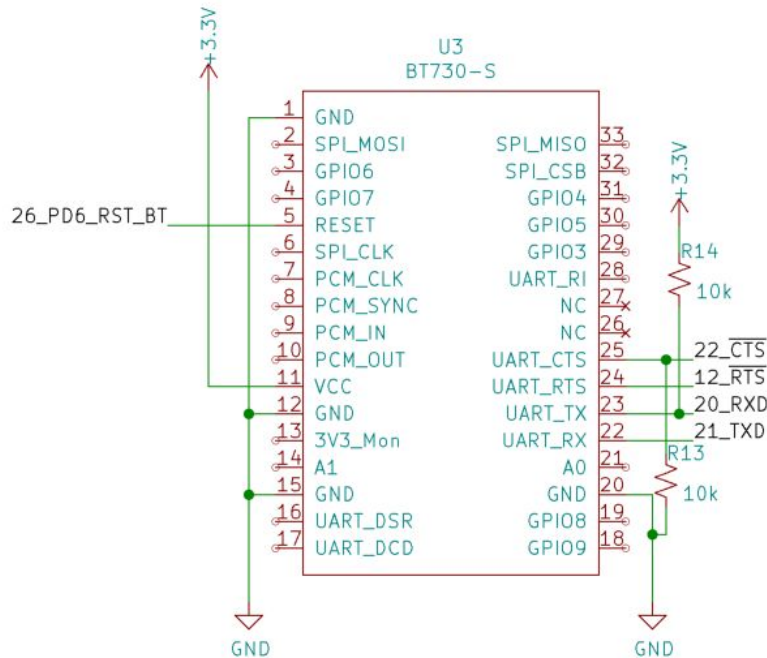 +3.3V
U3
BT730-S
1 GND
2 SPI_MOSI SPI_MISO 33
3 GPIO6 SPI_CSB 32
4 GPIO7 GPIO4 31
26_PD6_RST_BT 5 RESET GPIO5 30
6 SPI_CLK GPIO3 29
7 PCM_CLK UART_RI 28
8 PCM_SYNC NC 27
9 PCM_IN NC 26
10 PCM_OUT UART_CTS 25 22_CTS
11 VCC UART_RTS 24 12_RTS
12 GND UART_TX 23 20_RXD
13 3V3_Mon UART_RX 22 21_TXD
14 A1 A0 21
15 GND GND 20
16 UART_DSR GPIO8 19
17 UART_DCD GPIO9 18
+3.3V
R14
10k
R13
10k
GND
GND